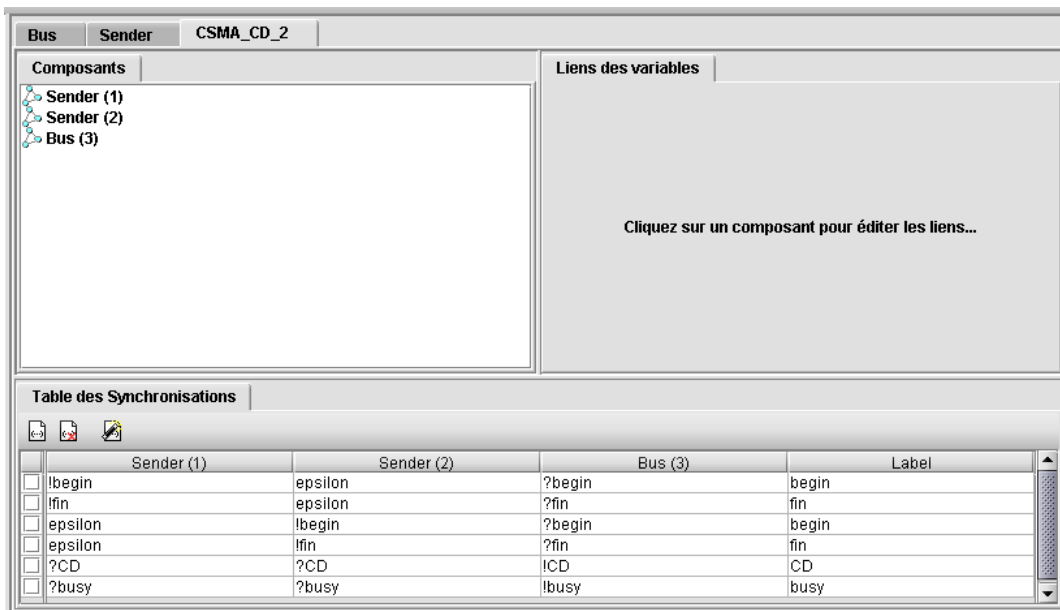 Bus Sender CSMA_CD_2
Composants
Sender (1)
Sender (2)
Bus (3)
Liens des variables
Cliquez sur un composant pour éditer les liens...
Table des Synchronisations
Sender (1) Sender (2) Bus (3) Label
!begin epsilon ?begin begin
!fin epsilon ?fin fin
epsilon !begin ?begin begin
epsilon !fin ?fin fin
?CD ?CD !CD CD
?busy ?busy !busy busy